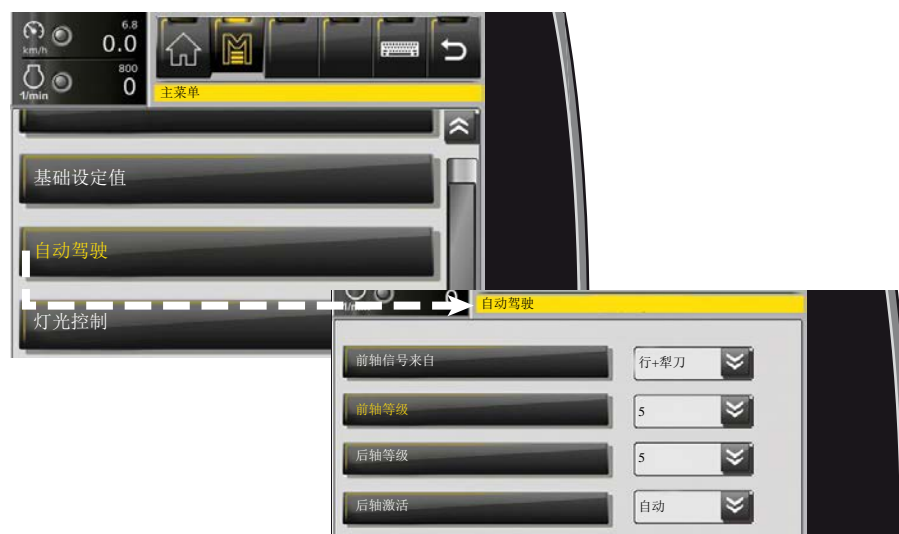 6.8
km/h
0.0
800
1/min
0
主菜单
基础设定值
自动驾驶
灯光控制
自动驾驶
前轴信号来自
行+犁刀
前轴等级
5
后轴等级
5
后轴激活
自动